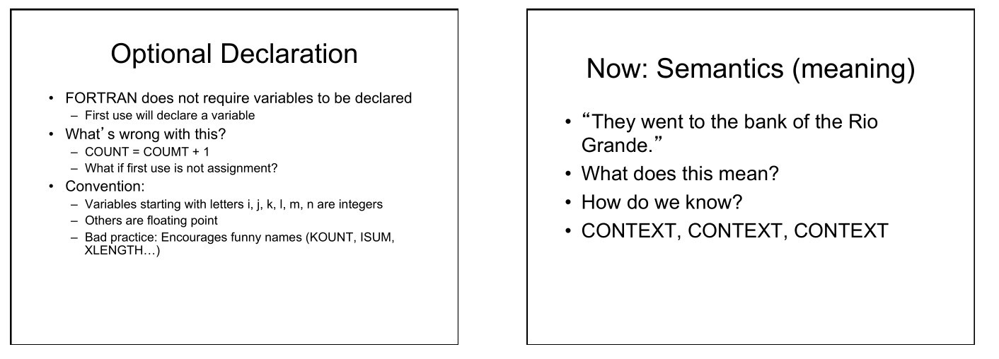 Optional Declaration
• FORTRAN does not require variables to be declared
– First use will declare a variable
• What’s wrong with this?
– COUNT = COUMT + 1
– What if first use is not assignment?
• Convention:
– Variables starting with letters i, j, k, l, m, n are integers
– Others are floating point
– Bad practice: Encourages funny names (KOUNT, ISUM,
XLENGTH…)
Now: Semantics (meaning)
• “They went to the bank of the Rio
Grande.”
• What does this mean?
• How do we know?
• CONTEXT, CONTEXT, CONTEXT